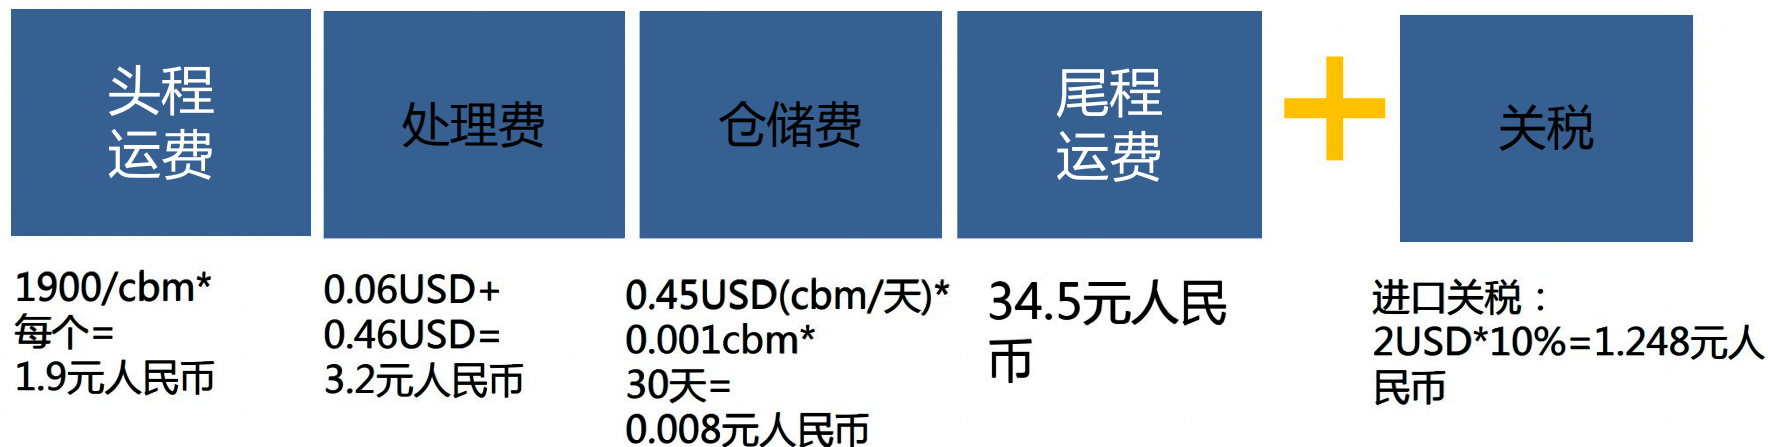 头程
运费
处理费
仓储费
尾程
运费
关税
1900/cbm*
每个=
1.9元人民币
0.06USD+
0.46USD=
3.2元人民币
0.45USD(cbm/天)*
0.001cbm*
30天=
0.008元人民币
34.5元人民
币
进口关税：
2USD*10%=1.248元人
民币